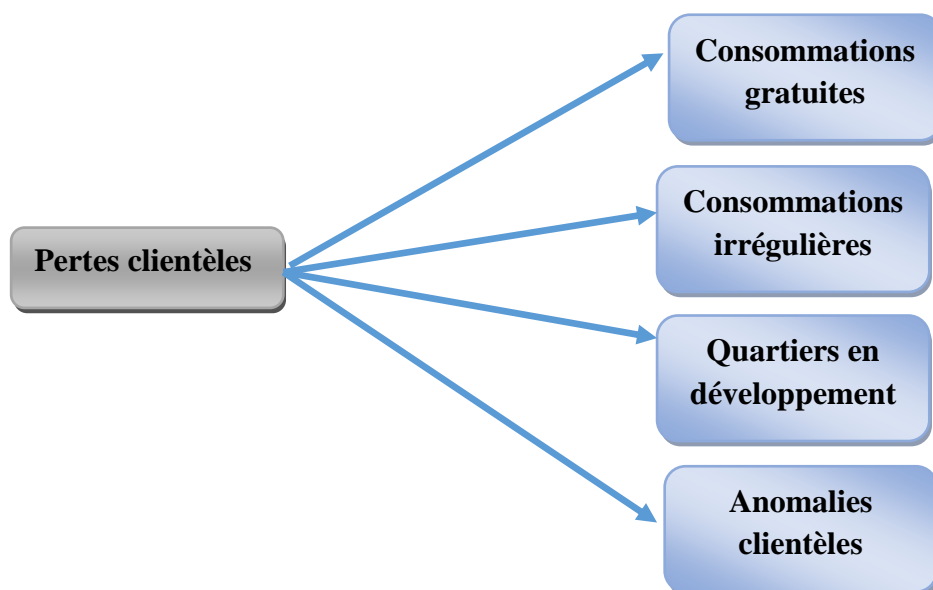 Consommations
gratuites
Consommations
irrégulières
Pertes clientèles
Quartiers en
développement
Anomalies
clientèles